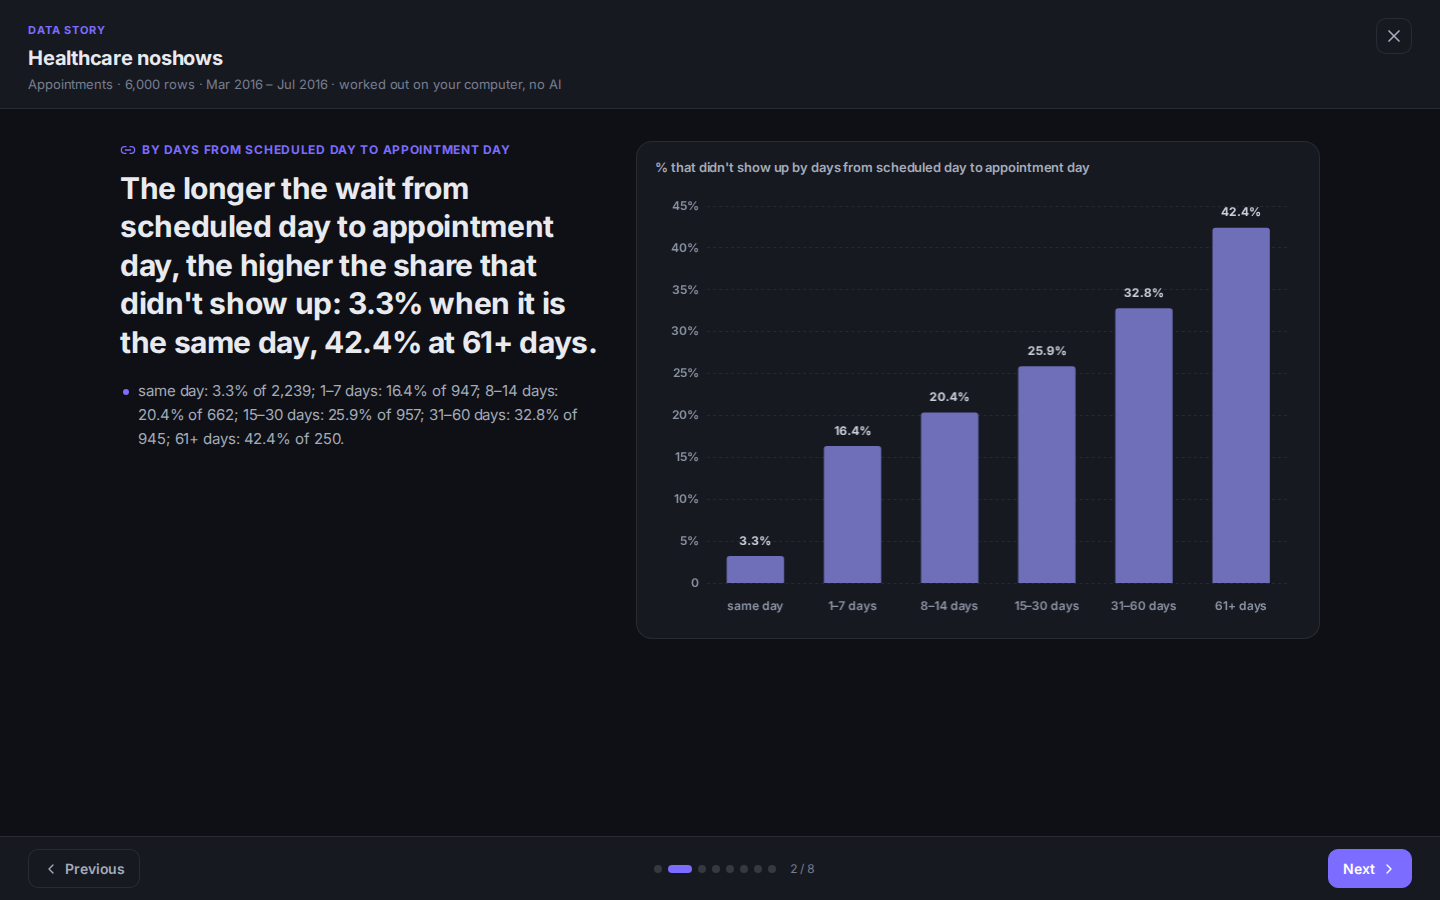 DATA STORY
Healthcare noshows
Appointments · 6,000 rows · Mar 2016 – Jul 2016 · worked out on your computer, no AI
BY DAYS FROM SCHEDULED DAY TO APPOINTMENT DAY
The longer the wait from
scheduled day to appointment
day, the higher the share that
didn't show up: 3.3% when it is
the same day, 42.4% at 61+ days.
same day: 3.3% of 2,239; 1–7 days: 16.4% of 947; 8–14 days:
20.4% of 662; 15–30 days: 25.9% of 957; 31–60 days: 32.8% of
945; 61+ days: 42.4% of 250.
% that didn't show up by days from scheduled day to appointment day
45%
40%
35%
30%
25%
20%
15%
10%
5%
0
3.3%
16.4%
20.4%
25.9%
32.8%
42.4%
same day
1–7 days
8–14 days
15–30 days
31–60 days
61+ days
Previous
2 / 8
Next